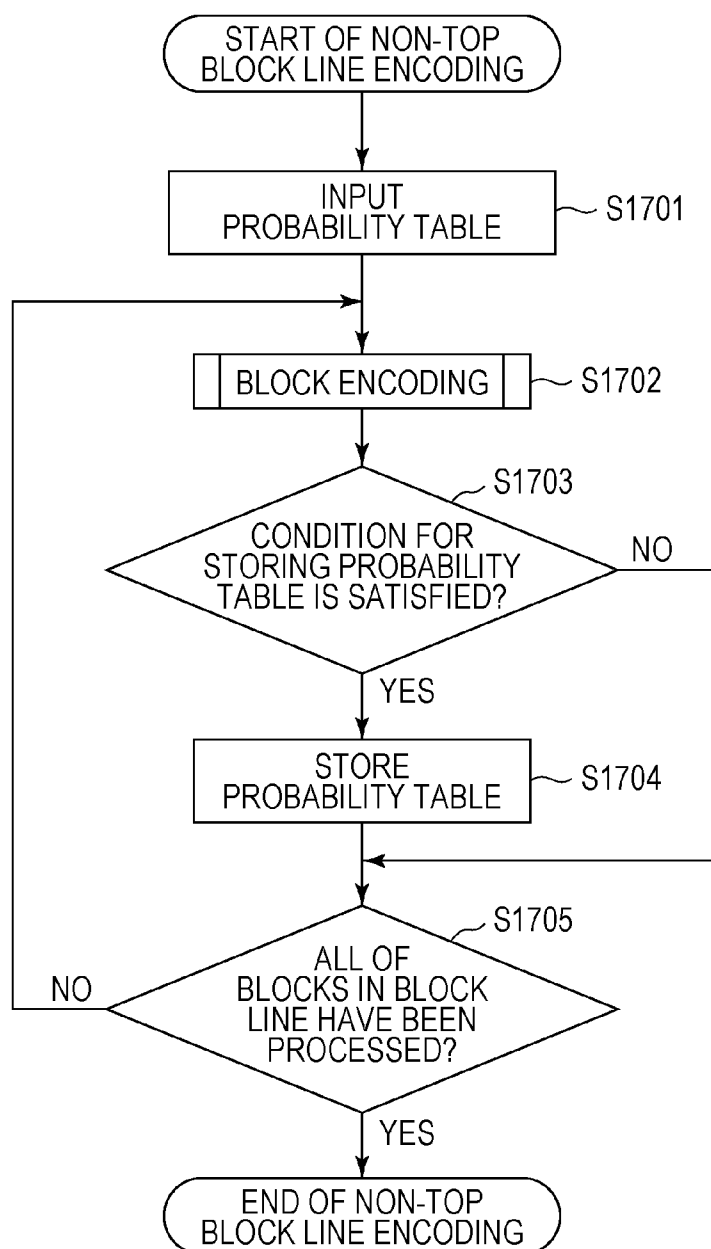 START OF NON-TOP
BLOCK LINE ENCODING
INPUT
PROBABILITY TABLE
S1701
BLOCK ENCODING
S1702
S1703
CONDITION FOR
STORING PROBABILITY
TABLE IS SATISFIED?
NO
YES
STORE
PROBABILITY TABLE
S1704
S1705
ALL OF
BLOCKS IN BLOCK
LINE HAVE BEEN
PROCESSED?
NO
YES
END OF NON-TOP
BLOCK LINE ENCODING